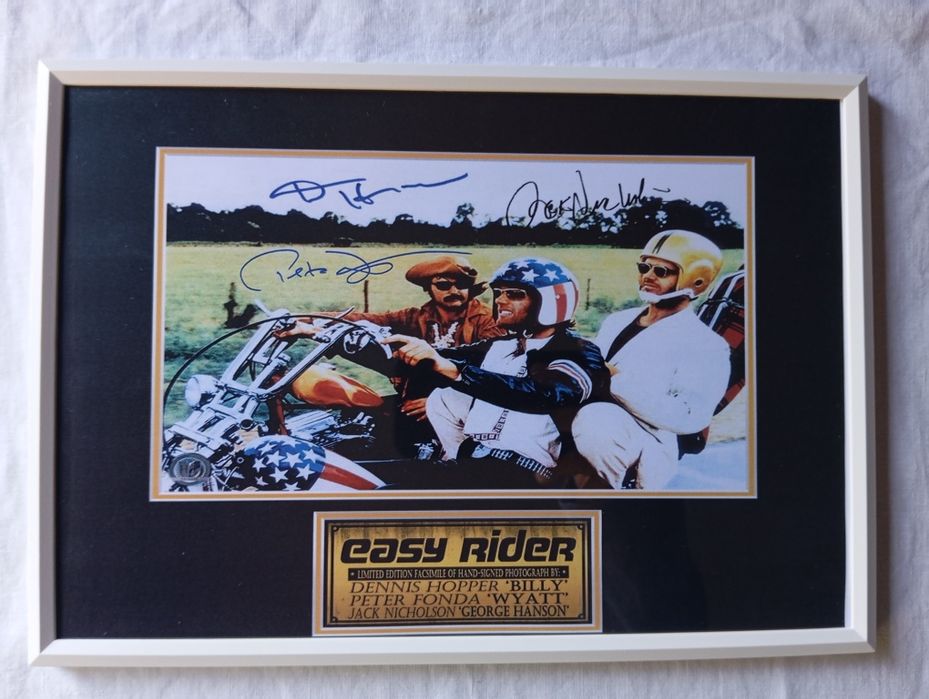 easy rider
• LIMITED EDITION FACSIMILE OF HAND-SIGNED PHOTOGRAPH BY: •
DENNIS HOPPER 'BILLY'
PETER FONDA 'WYATT'
JACK NICHOLSON 'GEORGE HANSON'